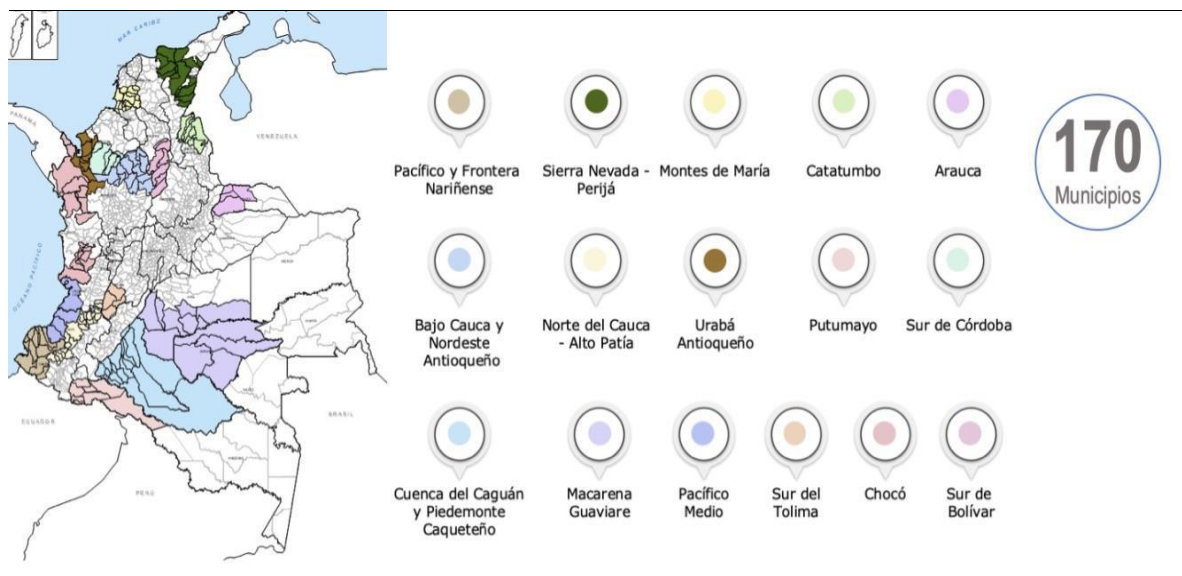 MAR CARIBE
PANAMA
VENEZUELA
OCEANO PACIFICO
ECUADOR
BRASIL
PERÚ
Pacífico y Frontera
Nariñense
Sierra Nevada -
Perijá
Montes de María
Catatumbo
Arauca
170
Municipios
Bajo Cauca y
Nordeste
Antioqueño
Norte del Cauca
- Alto Patía
Urabá
Antioqueño
Putumayo
Sur de Córdoba
Cuenca del Caguán
y Piedemonte
Caqueteño
Macarena
Guaviare
Pacífico
Medio
Sur del
Tolima
Chocó
Sur de
Bolívar